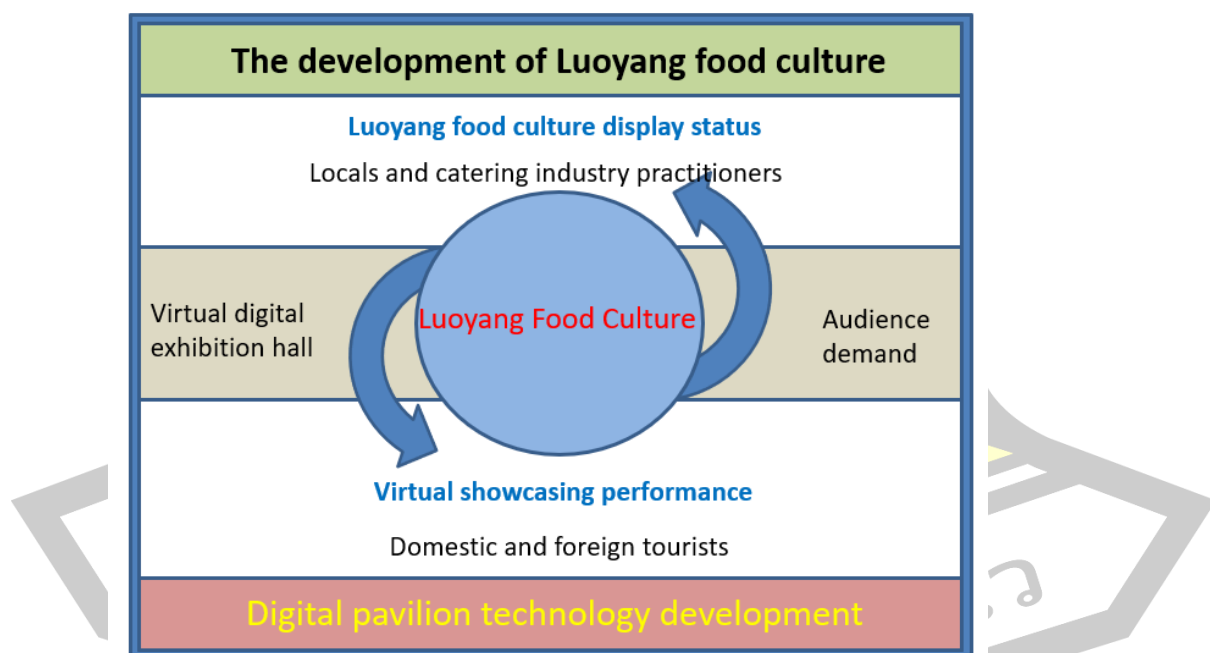 The development of Luoyang food culture
Luoyang food culture display status
Locals and catering industry practitioners
Virtual digital
exhibition hall
Luoyang Food Culture
Audience
demand
Virtual showcasing performance
Domestic and foreign tourists
Digital pavilion technology development